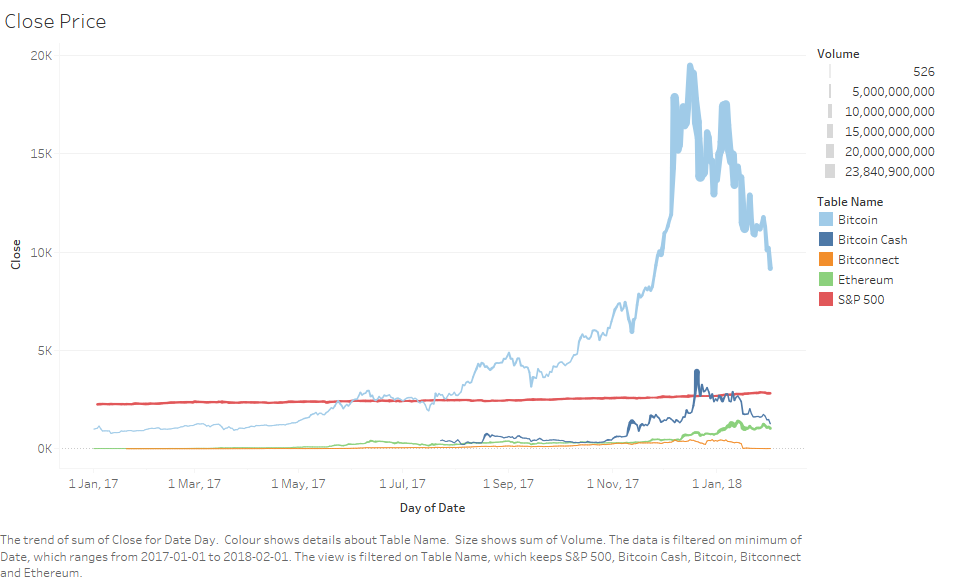 Close Price
20K
15K
10K
5K
0K
Close
1 Jan, 17
1 Mar, 17
1 May, 17
1 Jul, 17
1 Sep, 17
1 Nov, 17
1 Jan, 18
Day of Date
Volume
526
5,000,000,000
10,000,000,000
15,000,000,000
20,000,000,000
23,840,900,000
Table Name
Bitcoin
Bitcoin Cash
Bitconnect
Ethereum
S&P 500
The trend of sum of Close for Date Day.  Colour shows details about Table Name.  Size shows sum of Volume. The data is filtered on minimum of
Date, which ranges from 2017-01-01 to 2018-02-01. The view is filtered on Table Name, which keeps S&P 500, Bitcoin Cash, Bitcoin, Bitconnect
and Ethereum.